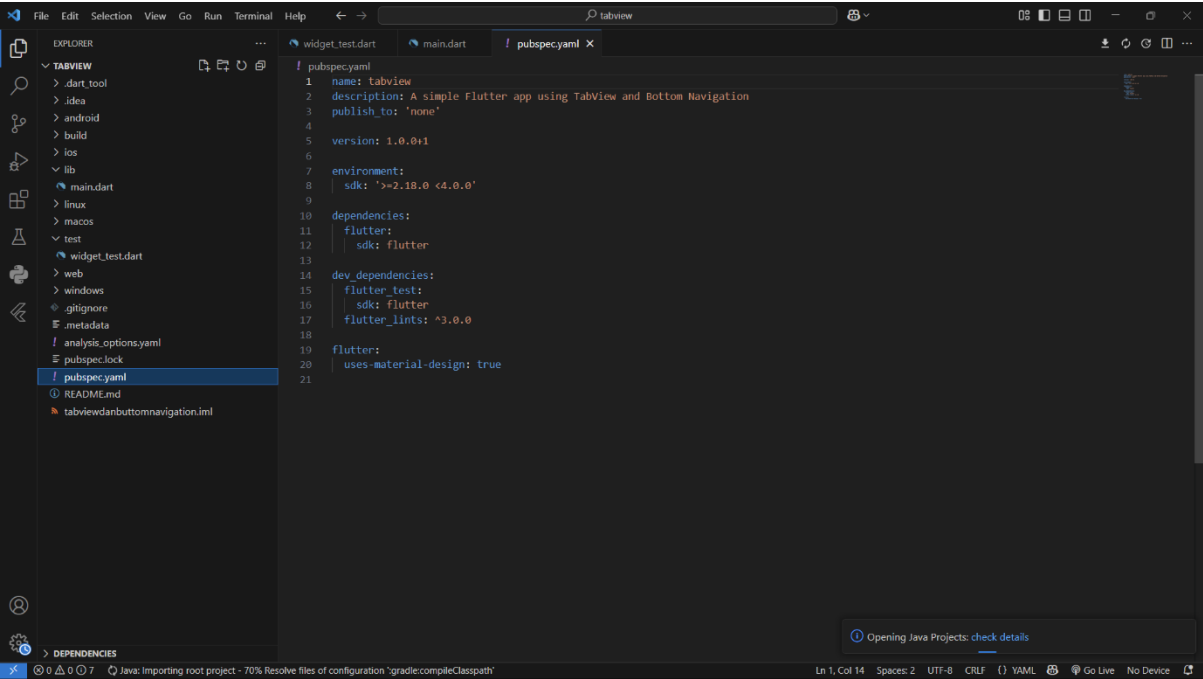 File Edit Selection View Go Run Terminal Help
tabview
EXPLORER
TABVIEW
.dart_tool
.idea
android
build
ios
lib
main.dart
linux
macos
test
widget_test.dart
web
windows
.gitignore
.metadata
analysis_options.yaml
pubspec.lock
pubspec.yaml
README.md
tabviewdanbuttomnavigation.iml
DEPENDENCIES
widget_test.dart main.dart ! pubspec.yaml
! pubspec.yaml
1 name: tabview
2 description: A simple Flutter app using TabView and Bottom Navigation
3 publish_to: 'none'
4
5 version: 1.0.0+1
6
7 environment:
8 sdk: '>=2.18.0 <4.0.0'
9
10 dependencies:
11 flutter:
12 sdk: flutter
13
14 dev_dependencies:
15 flutter_test:
16 sdk: flutter
17 flutter_lints: ^3.0.0
18
19 flutter:
20 uses-material-design: true
21
Opening Java Projects: check details
0 0 7 Java: Importing root project - 70% Resolve files of configuration ':gradle:compileClasspath' Ln 1, Col 14 Spaces: 2 UTF-8 CRLF {} YAML Go Live No Device